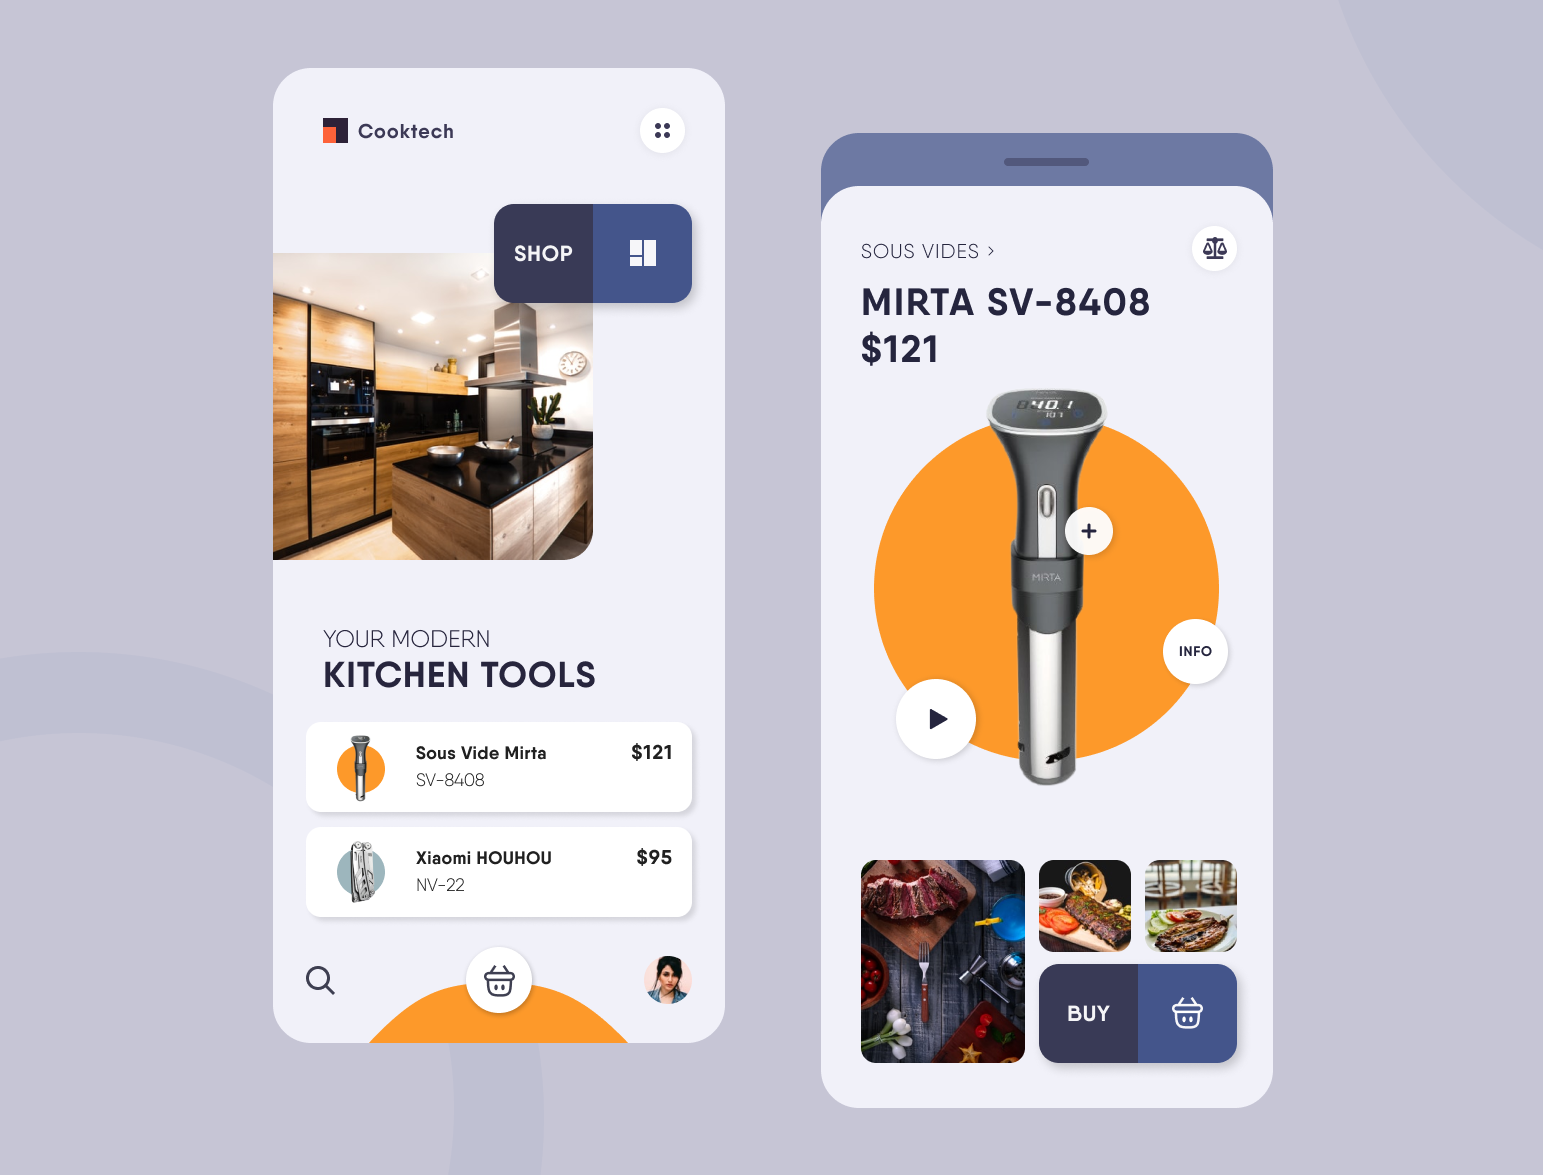 Cooktech
SHOP
YOUR MODERN
KITCHEN TOOLS
Sous Vide Mirta
$121
SV-8408
Xiaomi HOUHOU
$95
NV-22
SOUS VIDES >
MIRTA SV-8408
$121
40.1
MIRTA
INFO
BUY